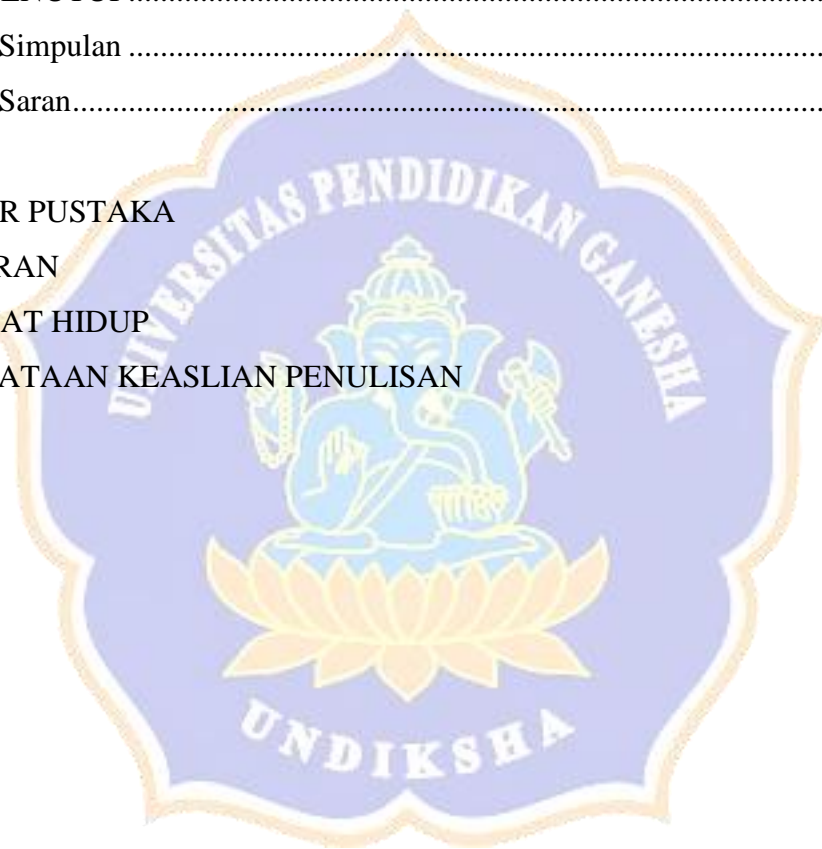 Simpulan ........................................................................................
Saran...............................................................................................
R PUSTAKA
RAN
AT HIDUP
ATAAN KEASLIAN PENULISAN
UNIVERSITAS PENDIDIKAN GANESHA
UNDIKSHA